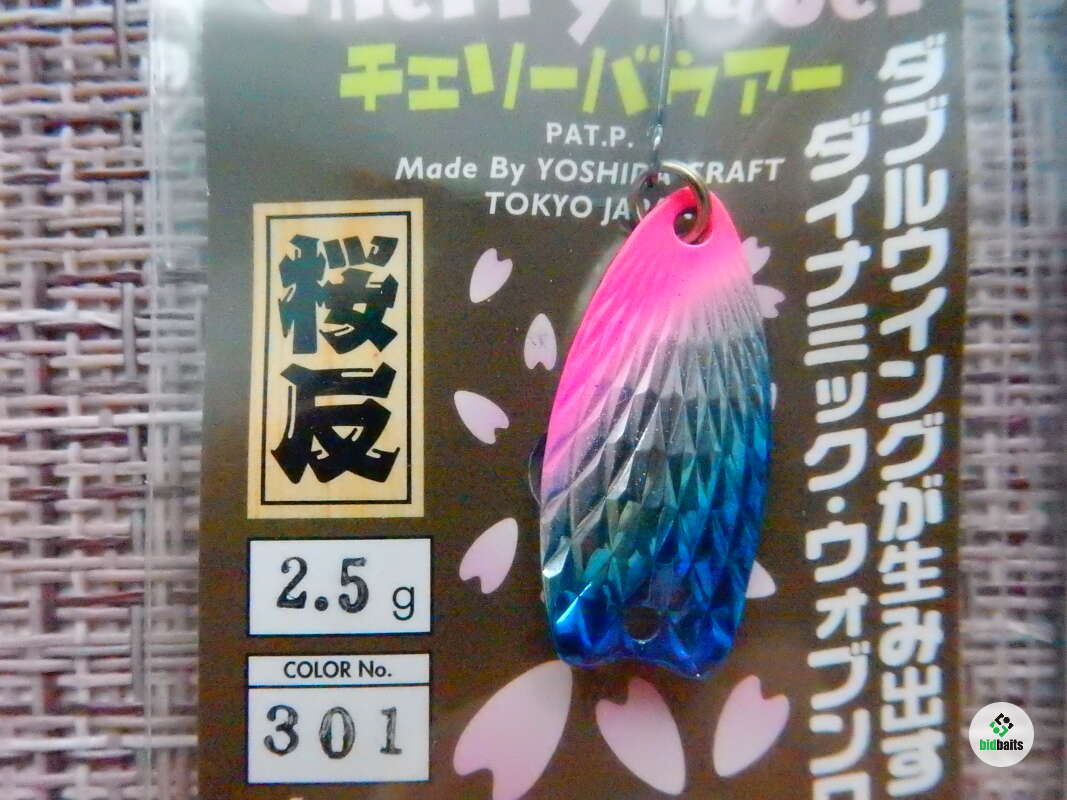 チェリーバウアー
PAT.P.
Made By YOSHIDA CRAFT
TOKYO JAPAN
桜反
2.5 g
COLOR No.
301
ダブルウイングが生み出す
ダイナミック・ウォブンロ
bidbaits